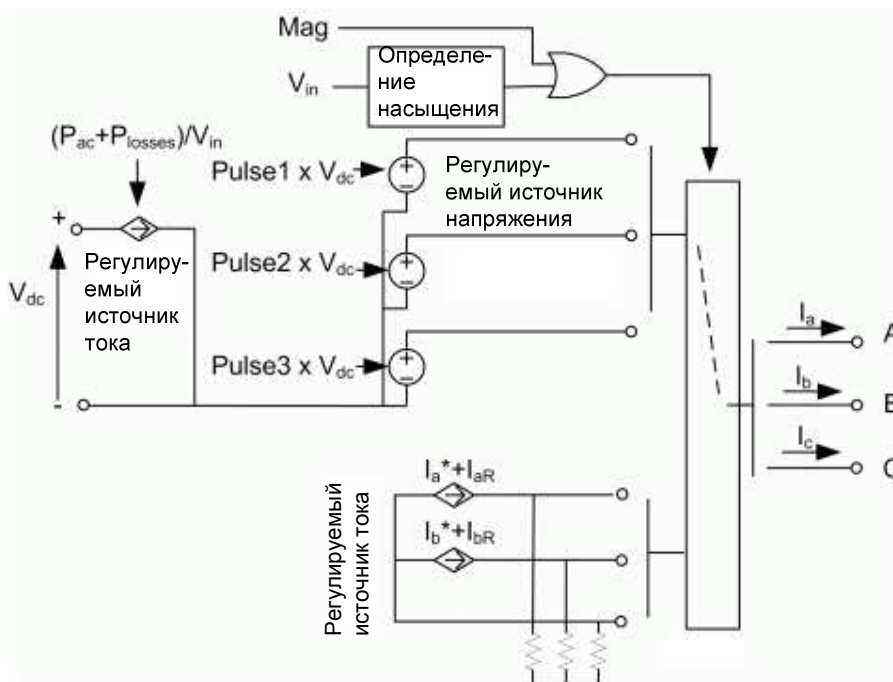 Mag
Определе-
ние
насыщения
V_in
(P_ac+P_losses)/V_in
Pulse1 x V_dc
Регулиру-
емый источник
напряжения
+
-
+
Регулиру-
емый
источник
тока
V_dc
-
Pulse2 x V_dc
+
-
Pulse3 x V_dc
+
-
I_a
A
I_b
B
I_c
C
Регулируемый
источник тока
I_a*+I_aR
I_b*+I_bR